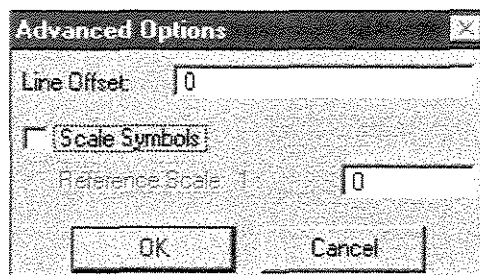 Advanced Options
Line Offset: 0
Scale Symbols
Reference Scale 1: 0
OK Cancel